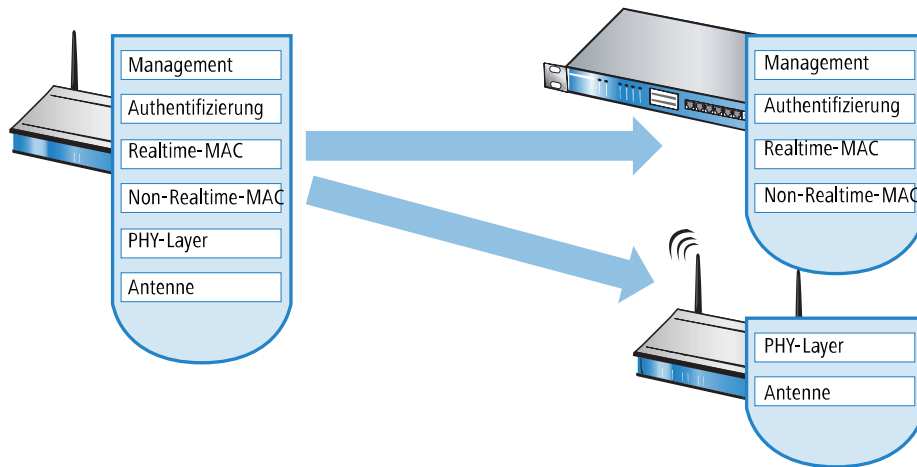 Management
Authentifizierung
Realtime-MAC
Non-Realtime-MAC
PHY-Layer
Antenne
Management
Authentifizierung
Realtime-MAC
Non-Realtime-MAC
PHY-Layer
Antenne